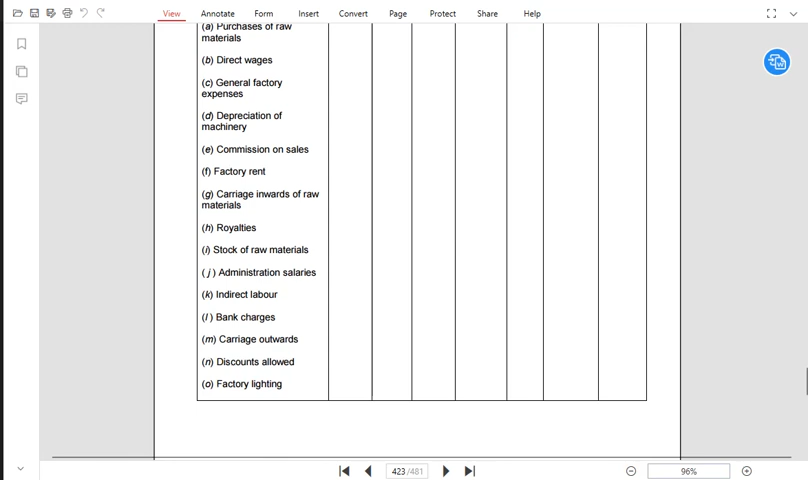 View Annotate Form Insert Convert Page Protect Share Help
(a) Purchases of raw
materials
(b) Direct wages
(c) General factory
expenses
(d) Depreciation of
machinery
(e) Commission on sales
(f) Factory rent
(g) Carriage inwards of raw
materials
(h) Royalties
(i) Stock of raw materials
( j ) Administration salaries
(k) Indirect labour
(l ) Bank charges
(m) Carriage outwards
(n) Discounts allowed
(o) Factory lighting
423 /481 96%